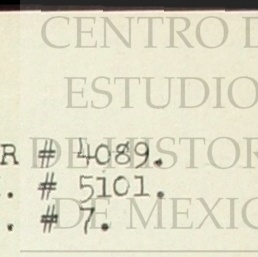 CENTRO D
ESTUDIO
DE HISTOR
DE MEXIC
R # 4089.
. # 5101.
. # 7.